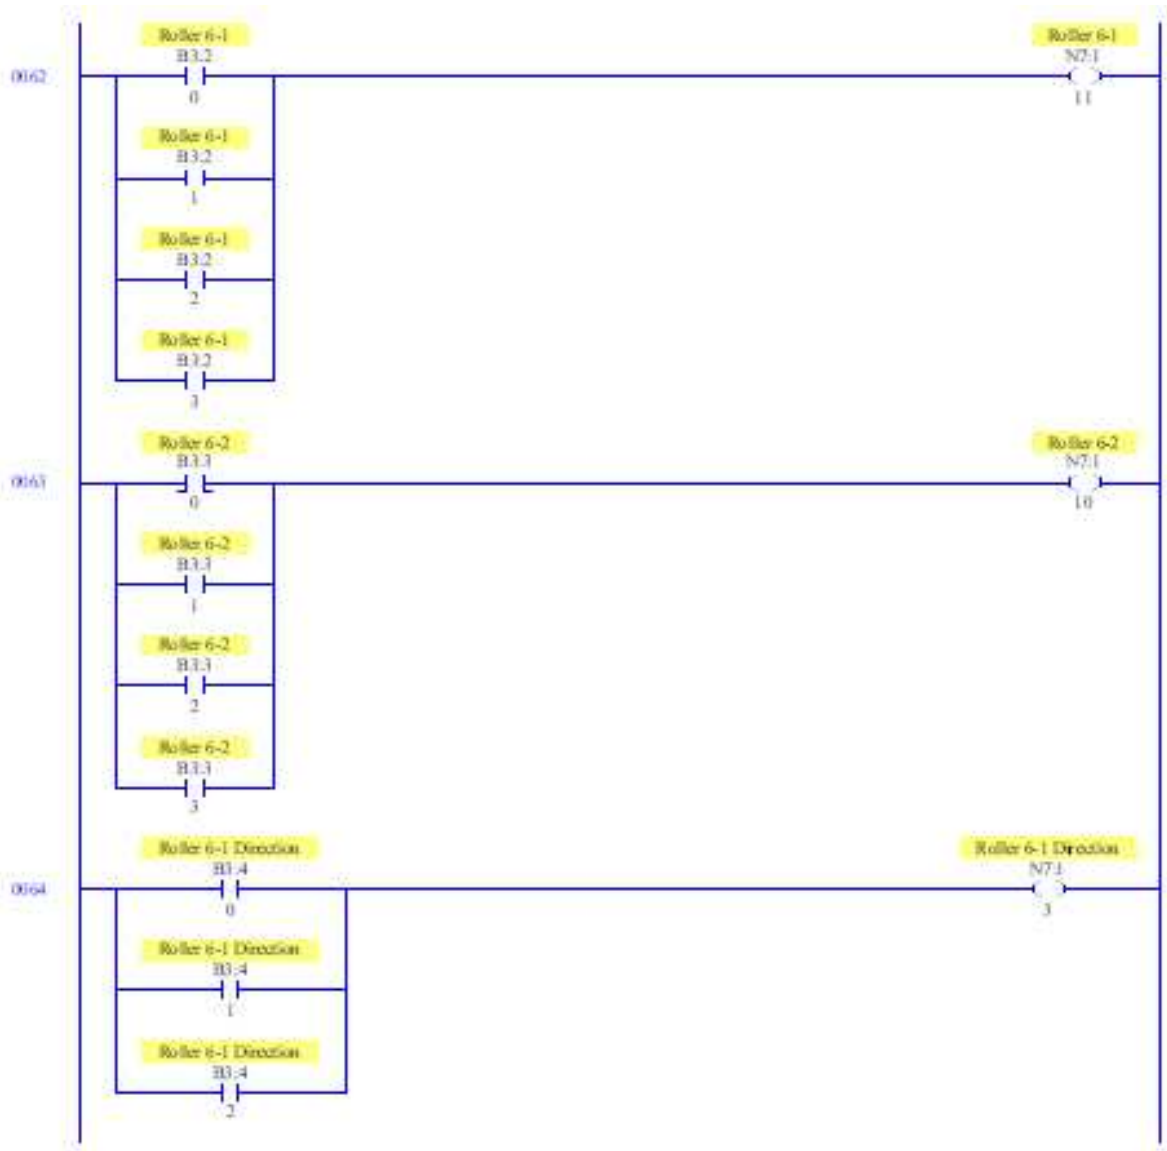 Roller 6-1
B3:2
0
Roller 6-1
N7:1
11
0062
Roller 6-1
B3:2
1
Roller 6-1
B3:2
2
Roller 6-1
B3:2
3
Roller 6-2
B3:3
0
Roller 6-2
N7:1
10
0063
Roller 6-2
B3:3
1
Roller 6-2
B3:3
2
Roller 6-2
B3:3
3
Roller 6-1 Direction
B3:4
0
Roller 6-1 Direction
N7:1
3
0064
Roller 6-1 Direction
B3:4
1
Roller 6-1 Direction
B3:4
2